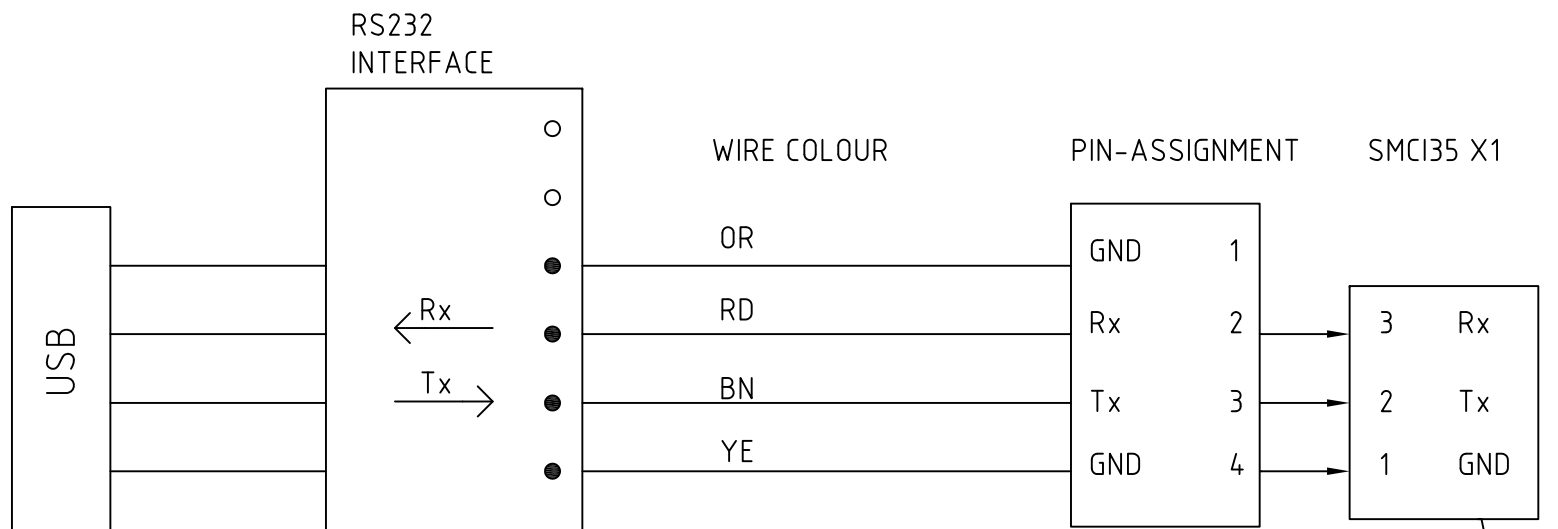 RS232
INTERFACE
WIRE COLOUR
PIN-ASSIGNMENT
SMCI35 X1
OR
GND 1
Rx
RD
Rx 2
3 Rx
USB
Tx
BN
Tx 3
2 Tx
YE
GND 4
1 GND